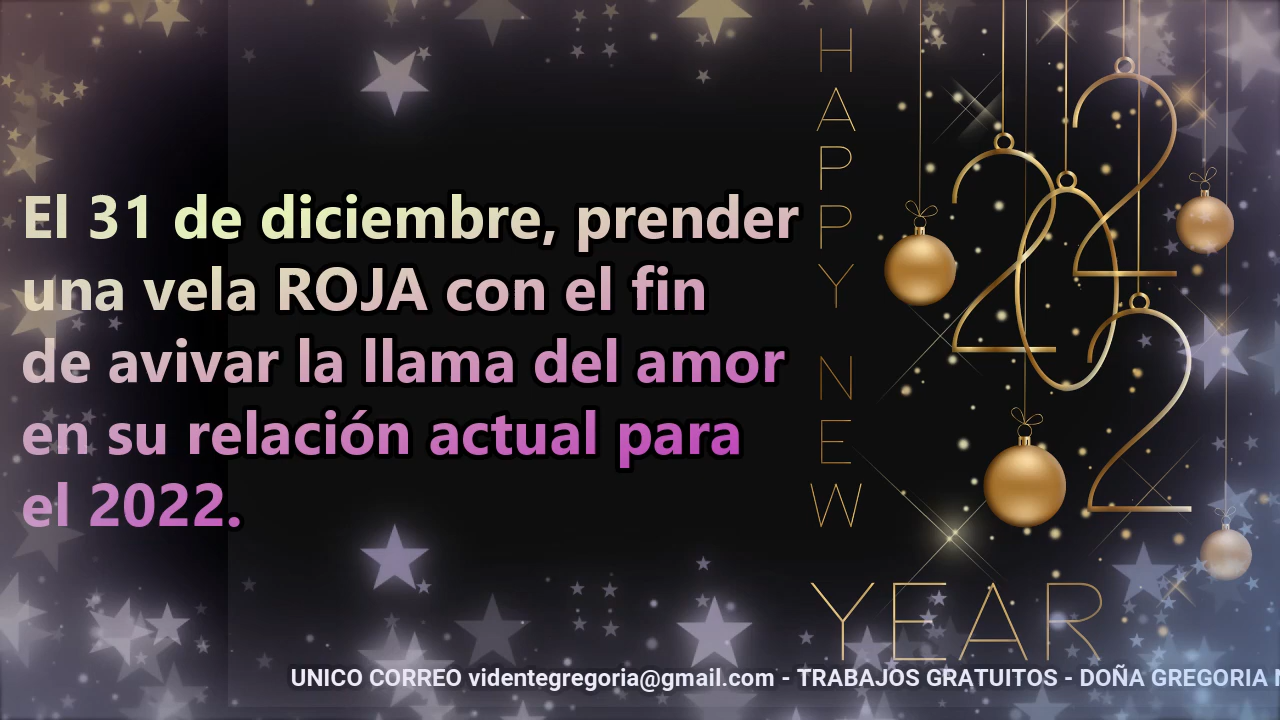 El 31 de diciembre, prender
una vela ROJA con el fin
de avivar la llama del amor
en su relación actual para
el 2022.
HAPPY
NEW
YEAR
2022
UNICO CORREO videntegregoria@gmail.com - TRABAJOS GRATUITOS - DOÑA GREGORIA